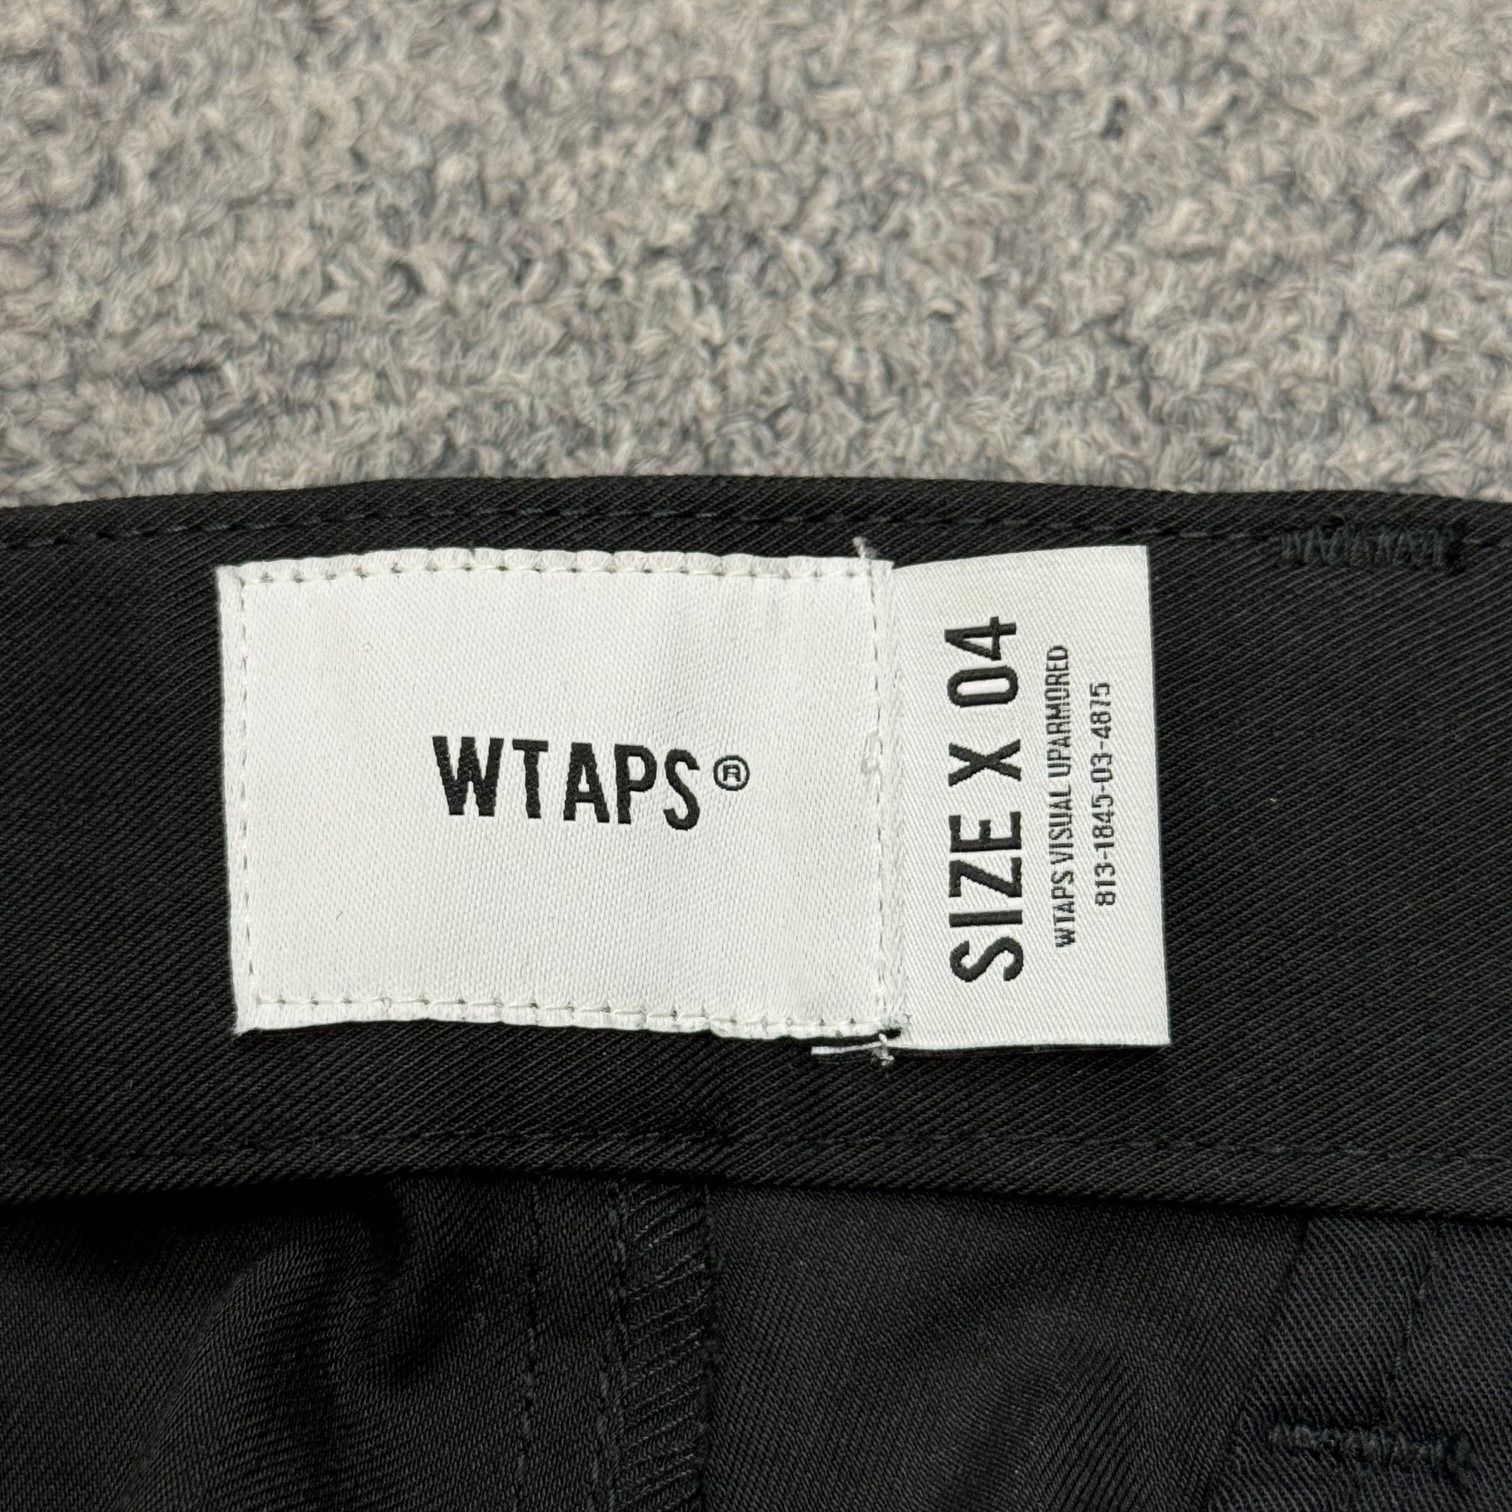 WTAPS®
SIZE X 04
WTAPS VISUAL UPARMORED
813-1845-03-4875